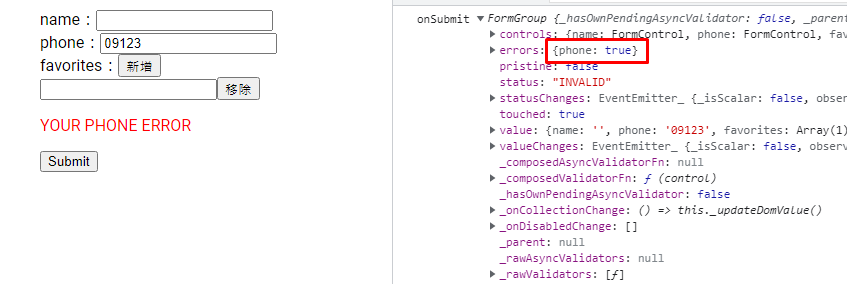 name :
phone : 09123
favorites : 新增
移除
YOUR PHONE ERROR
Submit
onSubmit ▼FormGroup {_hasOwnPendingAsyncValidator: false, _parent
▶controls: {name: FormControl, phone: FormControl, fav
▶errors: {phone: true}
pristine: false
status: "INVALID"
▶statusChanges: EventEmitter_ {_isScalar: false, obser
touched: true
▶value: {name: '', phone: '09123', favorites: Array(1)
▶valueChanges: EventEmitter_ {_isScalar: false, observ
_composedAsyncValidatorFn: null
▶_composedValidatorFn: ƒ (control)
_hasOwnPendingAsyncValidator: false
▶_onCollectionChange: () => this._updateDomValue()
▶_onDisabledChange: []
_parent: null
_rawAsyncValidators: null
▶_rawValidators: [ƒ]